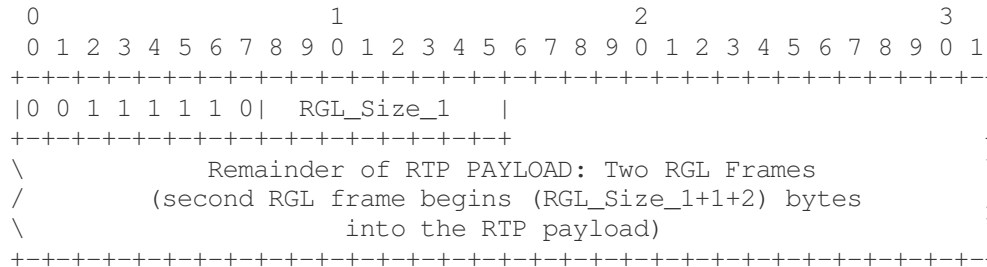 0                   1                   2                   3
 0 1 2 3 4 5 6 7 8 9 0 1 2 3 4 5 6 7 8 9 0 1 2 3 4 5 6 7 8 9 0 1
+-+-+-+-+-+-+-+-+-+-+-+-+-+-+-+-+-+-+-+-+-+-+-+-+-+-+-+-+-+-+-+-
|0 0 1 1 1 1 1 0|  RGL_Size_1   |
+-+-+-+-+-+-+-+-+-+-+-+-+-+-+-+-+
\            Remainder of RTP PAYLOAD: Two RGL Frames
/        (second RGL frame begins (RGL_Size_1+1+2) bytes
\                     into the RTP payload)
+-+-+-+-+-+-+-+-+-+-+-+-+-+-+-+-+-+-+-+-+-+-+-+-+-+-+-+-+-+-+-+-